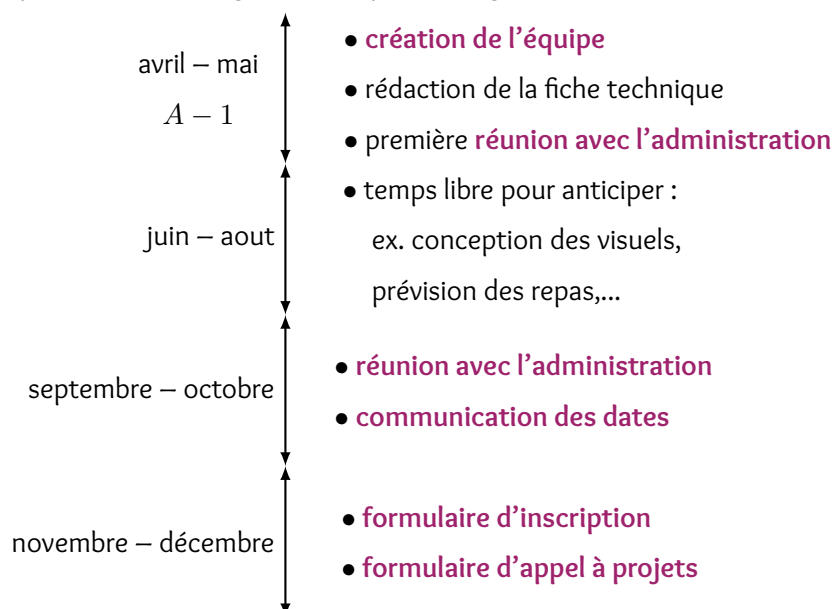 avril – mai
A − 1
• création de l’équipe
• rédaction de la fiche technique
• première réunion avec l’administration
juin – aout
• temps libre pour anticiper :
ex. conception des visuels,
prévision des repas,...
septembre – octobre
• réunion avec l’administration
• communication des dates
novembre – décembre
• formulaire d’inscription
• formulaire d’appel à projets